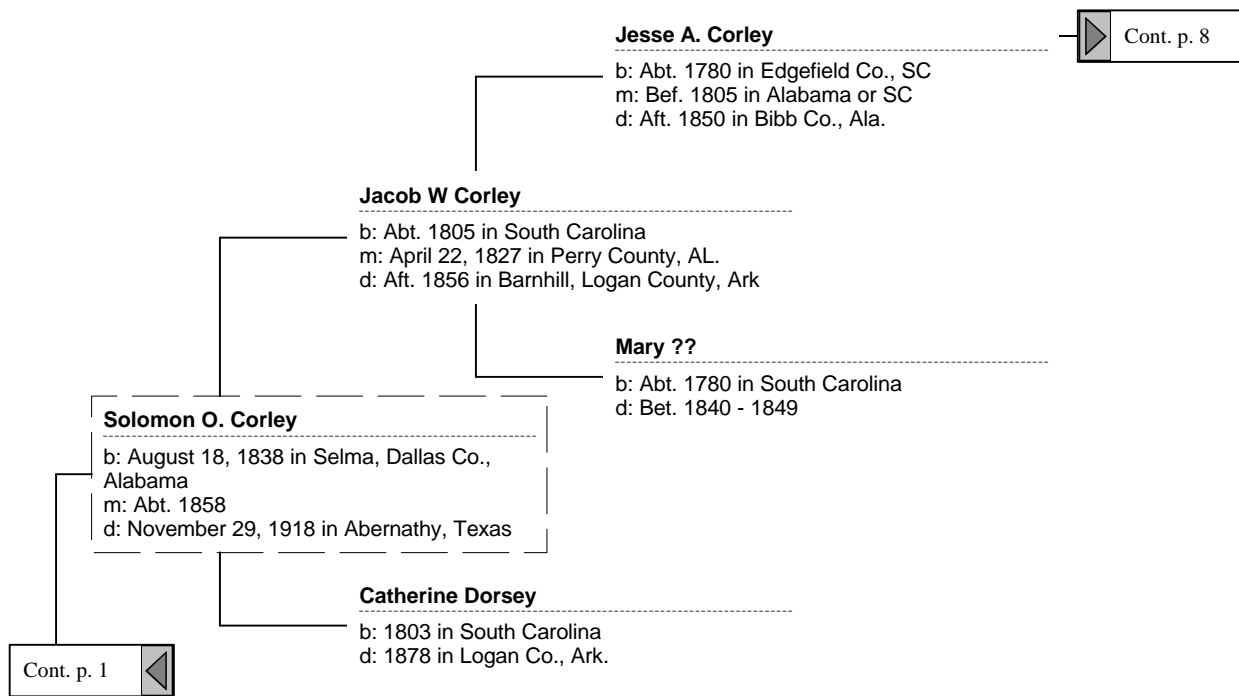 Jesse A. Corley
Cont. p. 8
b: Abt. 1780 in Edgefield Co., SC
m: Bef. 1805 in Alabama or SC
d: Aft. 1850 in Bibb Co., Ala.
Jacob W Corley
b: Abt. 1805 in South Carolina
m: April 22, 1827 in Perry County, AL.
d: Aft. 1856 in Barnhill, Logan County, Ark
Mary ??
b: Abt. 1780 in South Carolina
d: Bet. 1840 - 1849
Solomon O. Corley
b: August 18, 1838 in Selma, Dallas Co.,
Alabama
m: Abt. 1858
d: November 29, 1918 in Abernathy, Texas
Catherine Dorsey
b: 1803 in South Carolina
d: 1878 in Logan Co., Ark.
Cont. p. 1